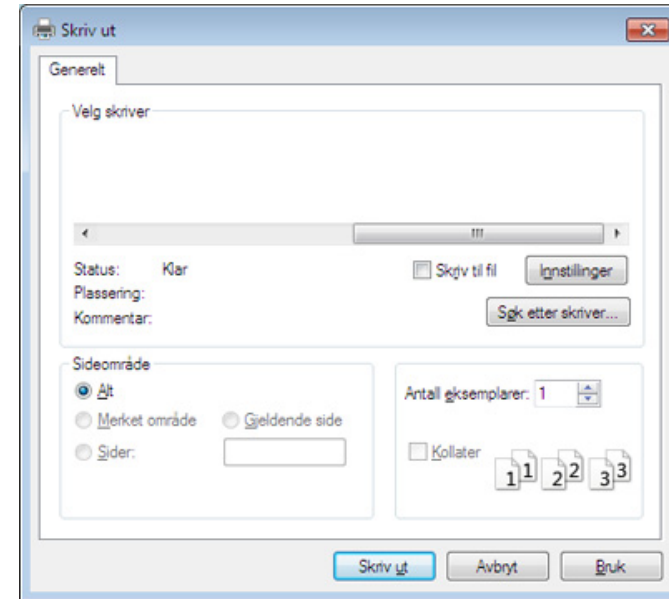 Skriv ut
Generelt
Velg skriver
Status: Klar
Skriv til fil
Innstillinger
Plassering:
Kommentar:
Søk etter skriver...
Sideområde
Alt
Merket område
Gjeldende side
Sider:
Antall eksemplarer: 1
Kollater
1 1 2 2 3 3
Skriv ut
Avbryt
Bruk